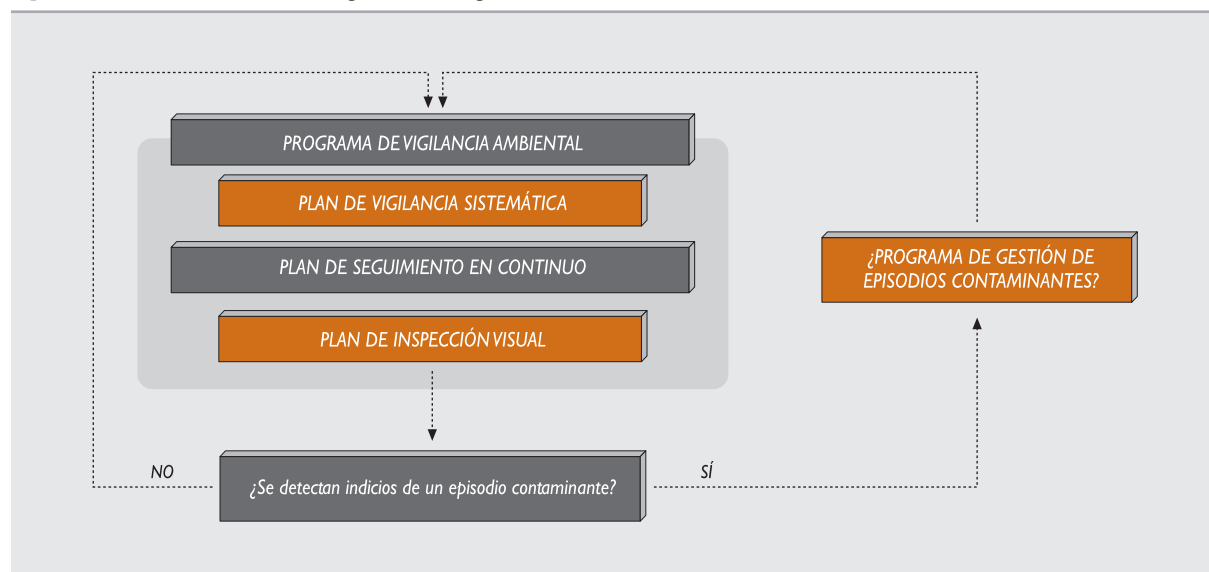 PROGRAMA DE VIGILANCIA AMBIENTAL
PLAN DE VIGILANCIA SISTEMÁTICA
PLAN DE SEGUIMIENTO EN CONTINUO
PLAN DE INSPECCIÓN VISUAL
¿PROGRAMA DE GESTIÓN DE
EPISODIOS CONTAMINANTES?
NO
¿Se detectan indicios de un episodio contaminante?
SÍ